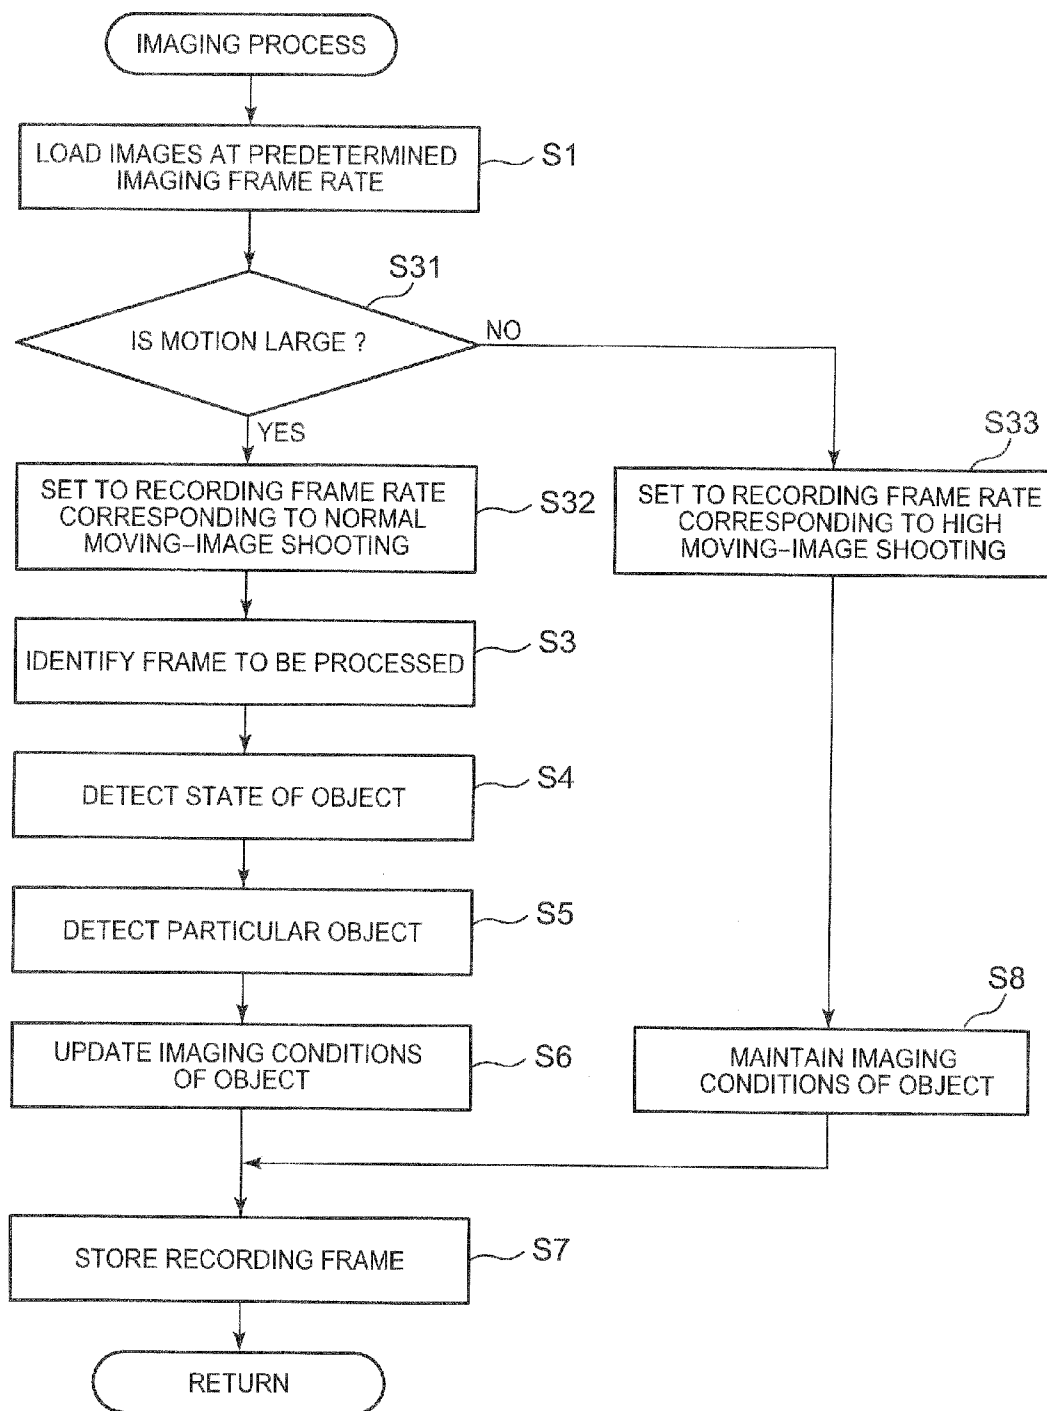 IMAGING PROCESS
LOAD IMAGES AT PREDETERMINED
IMAGING FRAME RATE
S1
S31
IS MOTION LARGE ?
NO
YES
SET TO RECORDING FRAME RATE
CORRESPONDING TO NORMAL
MOVING-IMAGE SHOOTING
S32
S33
SET TO RECORDING FRAME RATE
CORRESPONDING TO HIGH
MOVING-IMAGE SHOOTING
IDENTIFY FRAME TO BE PROCESSED
S3
DETECT STATE OF OBJECT
S4
DETECT PARTICULAR OBJECT
S5
UPDATE IMAGING CONDITIONS
OF OBJECT
S6
S8
MAINTAIN IMAGING
CONDITIONS OF OBJECT
STORE RECORDING FRAME
S7
RETURN